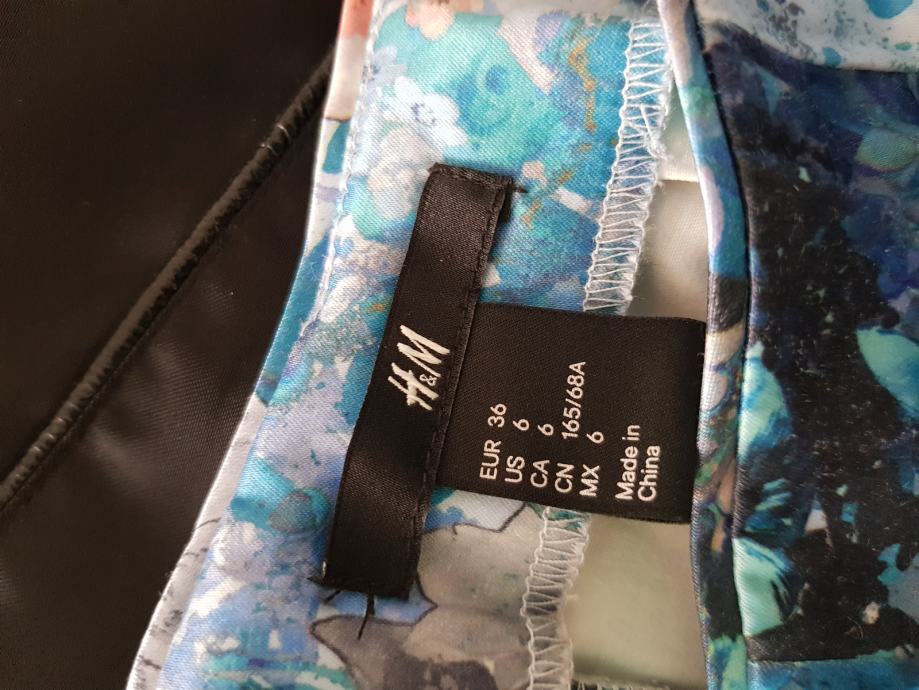 H&M
EUR 36
US 6
CA 6
CN 165/68A
MX 6
Made in
China